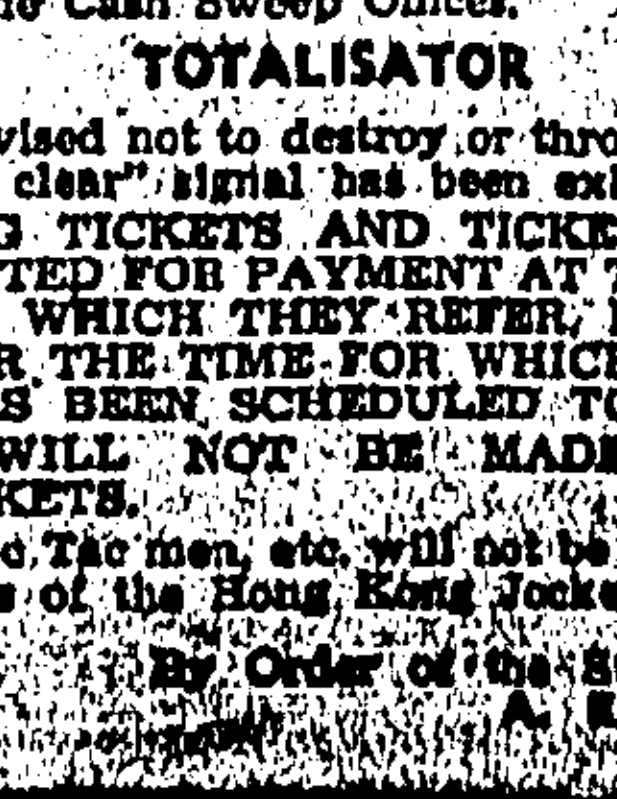 Cash Sweep Offices.
TOTALISATOR
vised not to destroy or thro
clear" signal has been exh
G TICKETS AND TICKE
TED FOR PAYMENT AT T
WHICH THEY REFER,
R THE TIME FOR WHICH
S BEEN SCHEDULED TO
WILL NOT BE MADE
KETS.
Tac men, etc. will not be
of the Hong Kong Jocke
By Order of the S
A.